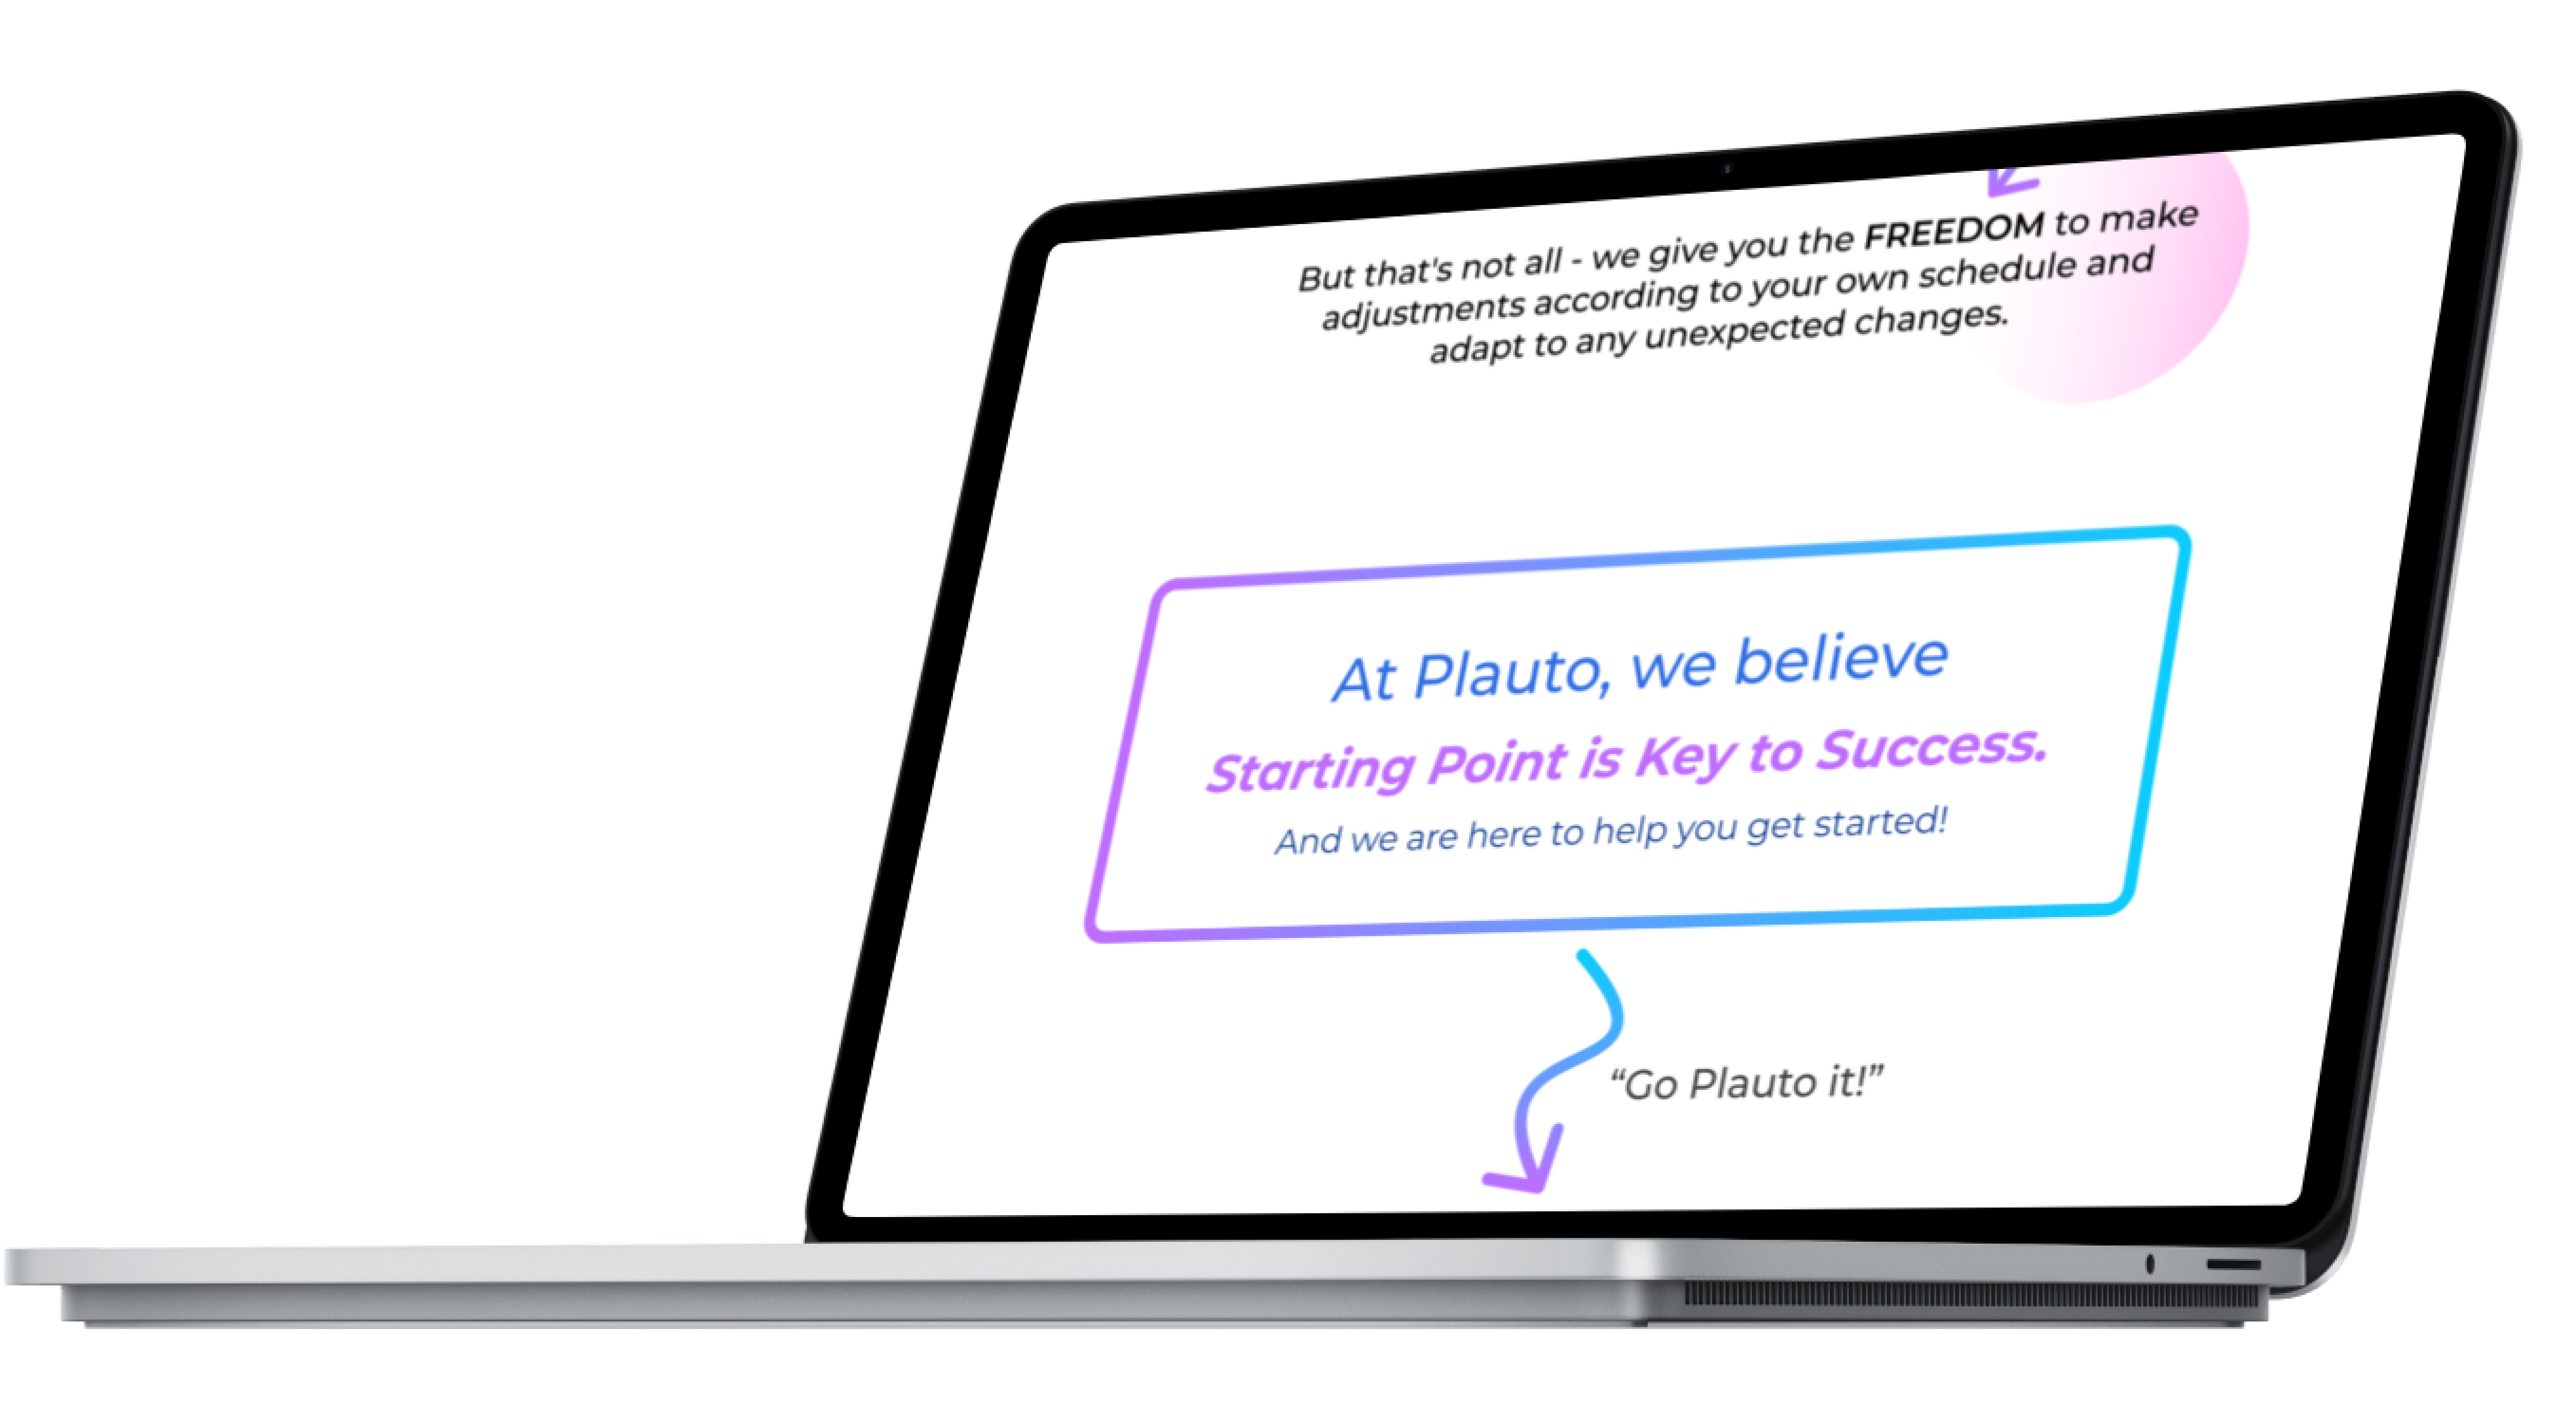 But that's not all - we give you the FREEDOM to make
adjustments according to your own schedule and
adapt to any unexpected changes.
At Plauto, we believe
Starting Point is Key to Success.
And we are here to help you get started!
“Go Plauto it!”